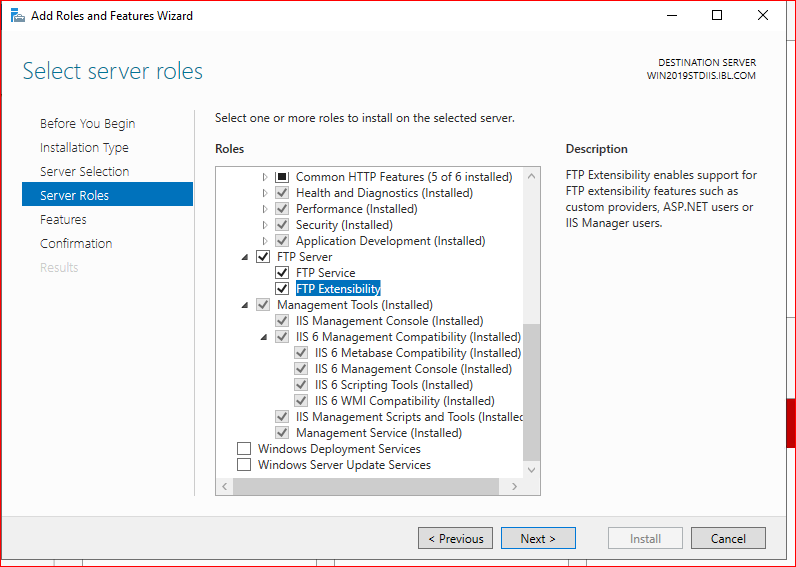 Add Roles and Features Wizard
Select server roles
DESTINATION SERVER
WIN2019STDIIS.IBL.COM
Before You Begin
Installation Type
Server Selection
Server Roles
Features
Confirmation
Results
Select one or more roles to install on the selected server.
Roles
Common HTTP Features (5 of 6 installed)
Health and Diagnostics (Installed)
Performance (Installed)
Security (Installed)
Application Development (Installed)
FTP Server
FTP Service
FTP Extensibility
Management Tools (Installed)
IIS Management Console (Installed)
IIS 6 Management Compatibility (Installed)
IIS 6 Metabase Compatibility (Installed)
IIS 6 Management Console (Installed)
IIS 6 Scripting Tools (Installed)
IIS 6 WMI Compatibility (Installed)
IIS Management Scripts and Tools (Installed
Management Service (Installed)
Windows Deployment Services
Windows Server Update Services
Description
FTP Extensibility enables support for
FTP extensibility features such as
custom providers, ASP.NET users or
IIS Manager users.
< Previous
Next >
Install
Cancel